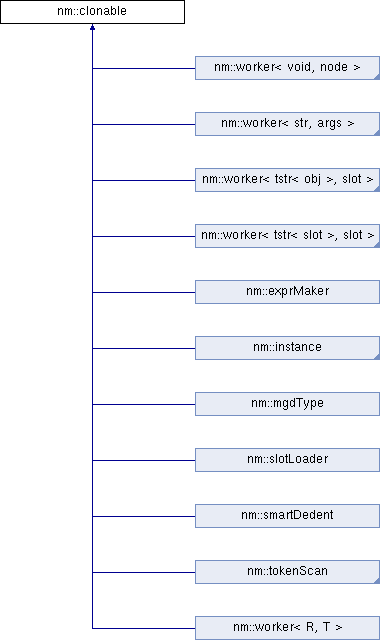 nm::clonable
nm::worker< void, node >
nm::worker< str, args >
nm::worker< tstr< obj >, slot >
nm::worker< tstr< slot >, slot >
nm::exprMaker
nm::instance
nm::mgdType
nm::slotLoader
nm::smartDedent
nm::tokenScan
nm::worker< R, T >